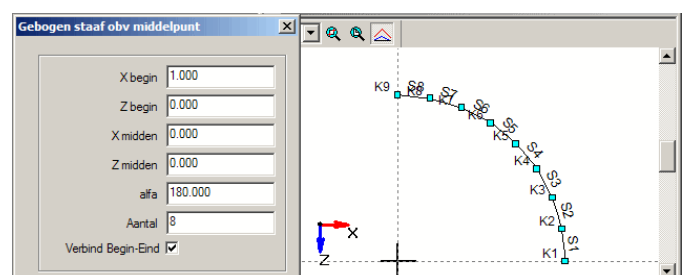 Gebogen staaf obv middelpunt
X begin 1.000
Z begin 0.000
X midden 0.000
Z midden 0.000
alfa 180.000
Aantal 8
Verbind Begin-Eind
K9
S8
K8
S7
K7
S6
K6
S5
K5
S4
K4
S3
K3
S2
K2
S1
K1
X
Z